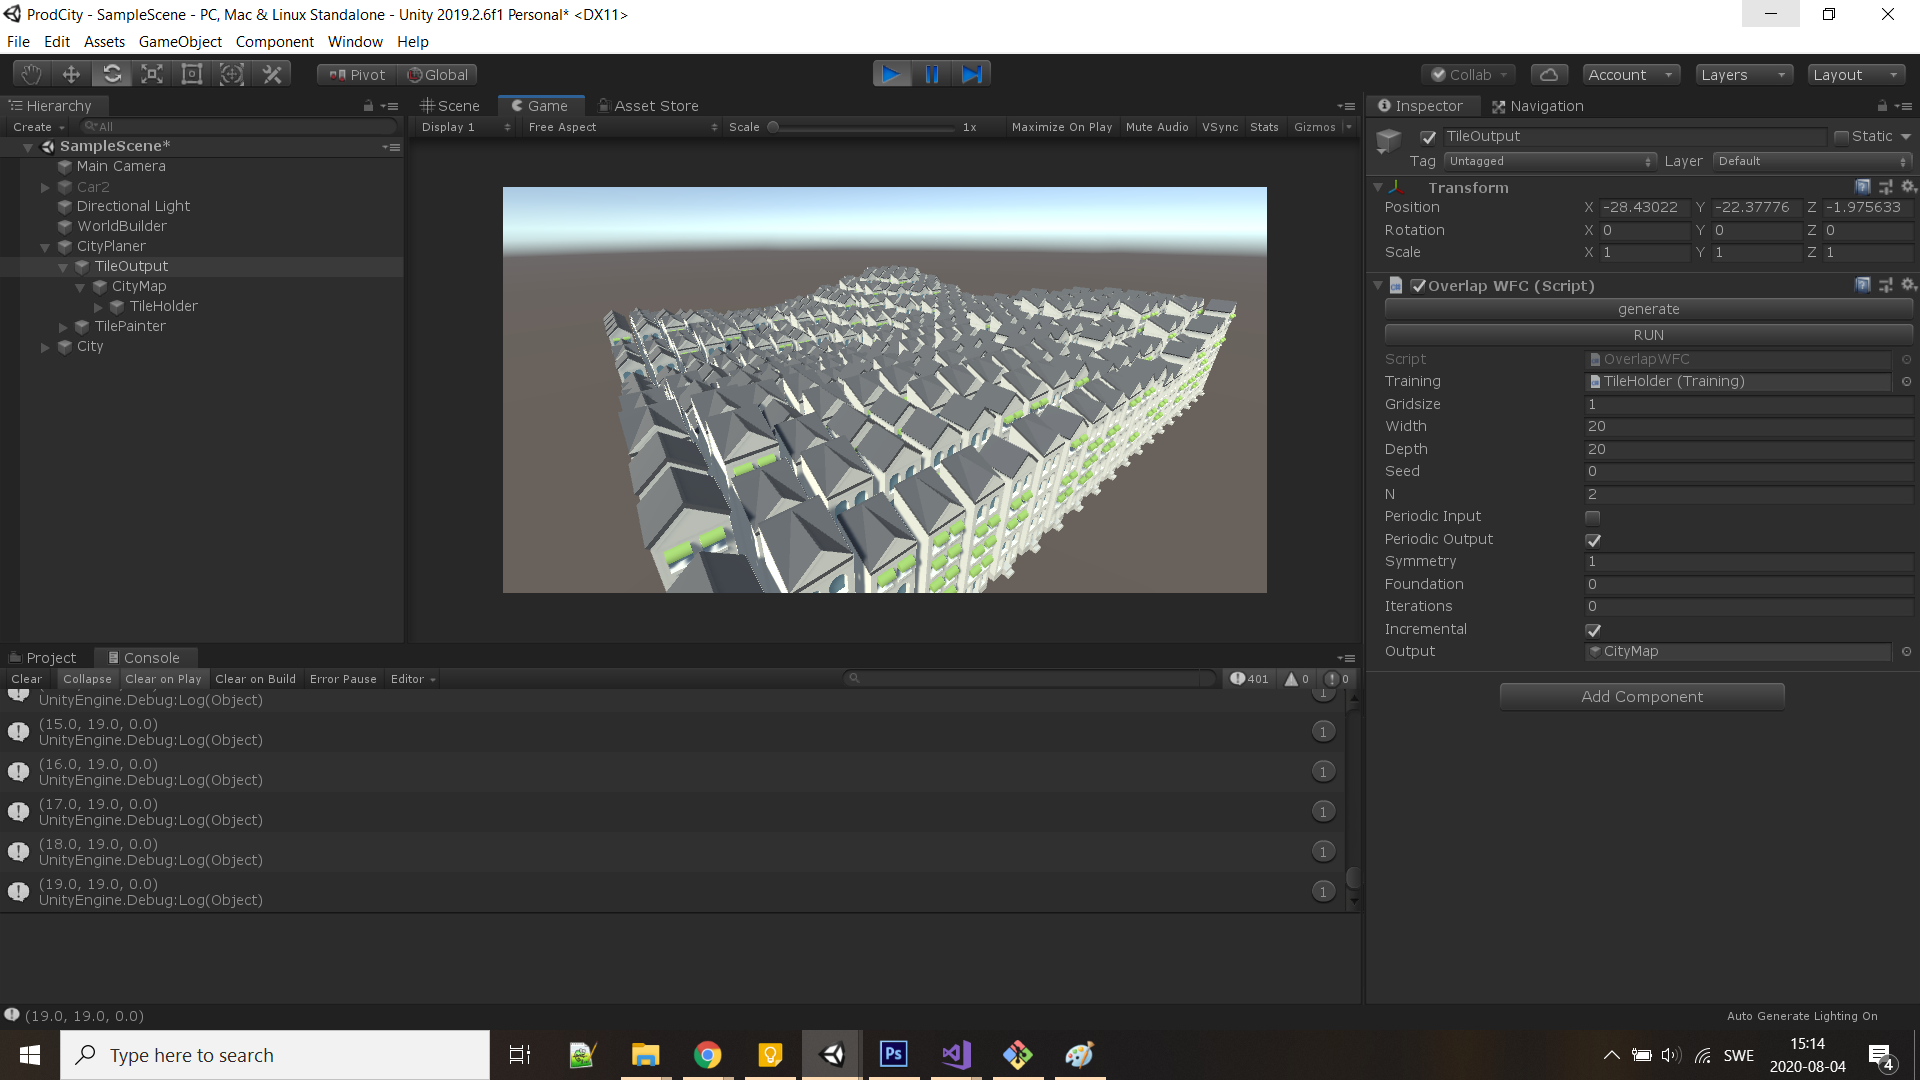 ProdCity - SampleScene - PC, Mac & Linux Standalone - Unity 2019.2.6f1 Personal* <DX11>
File Edit Assets GameObject Component Window Help
Pivot Global Collab Account Layers Layout
Hierarchy
Create All
SampleScene*
Main Camera
Car2
Directional Light
WorldBuilder
CityPlaner
TileOutput
CityMap
TileHolder
TilePainter
City
Scene Game Asset Store
Display 1 Free Aspect Scale 1x Maximize On Play Mute Audio VSync Stats Gizmos
Inspector Navigation
TileOutput Static
Tag Untagged Layer Default
Transform
Position X -28.43022 Y -22.37776 Z -1.975633
Rotation X 0 Y 0 Z 0
Scale X 1 Y 1 Z 1
Overlap WFC (Script)
generate
RUN
Script OverlapWFC
Training TileHolder (Training)
Gridsize 1
Width 20
Depth 20
Seed 0
N 2
Periodic Input
Periodic Output
Symmetry 1
Foundation 0
Iterations 0
Incremental
Output CityMap
Add Component
Project Console
Clear Collapse Clear on Play Clear on Build Error Pause Editor 401 0 0
UnityEngine.Debug:Log(Object) 1
(15.0, 19.0, 0.0)
UnityEngine.Debug:Log(Object) 1
(16.0, 19.0, 0.0)
UnityEngine.Debug:Log(Object) 1
(17.0, 19.0, 0.0)
UnityEngine.Debug:Log(Object) 1
(18.0, 19.0, 0.0)
UnityEngine.Debug:Log(Object) 1
(19.0, 19.0, 0.0)
UnityEngine.Debug:Log(Object) 1
(19.0, 19.0, 0.0)
Auto Generate Lighting On
Type here to search
Ps
SWE
15:14
2020-08-04
4